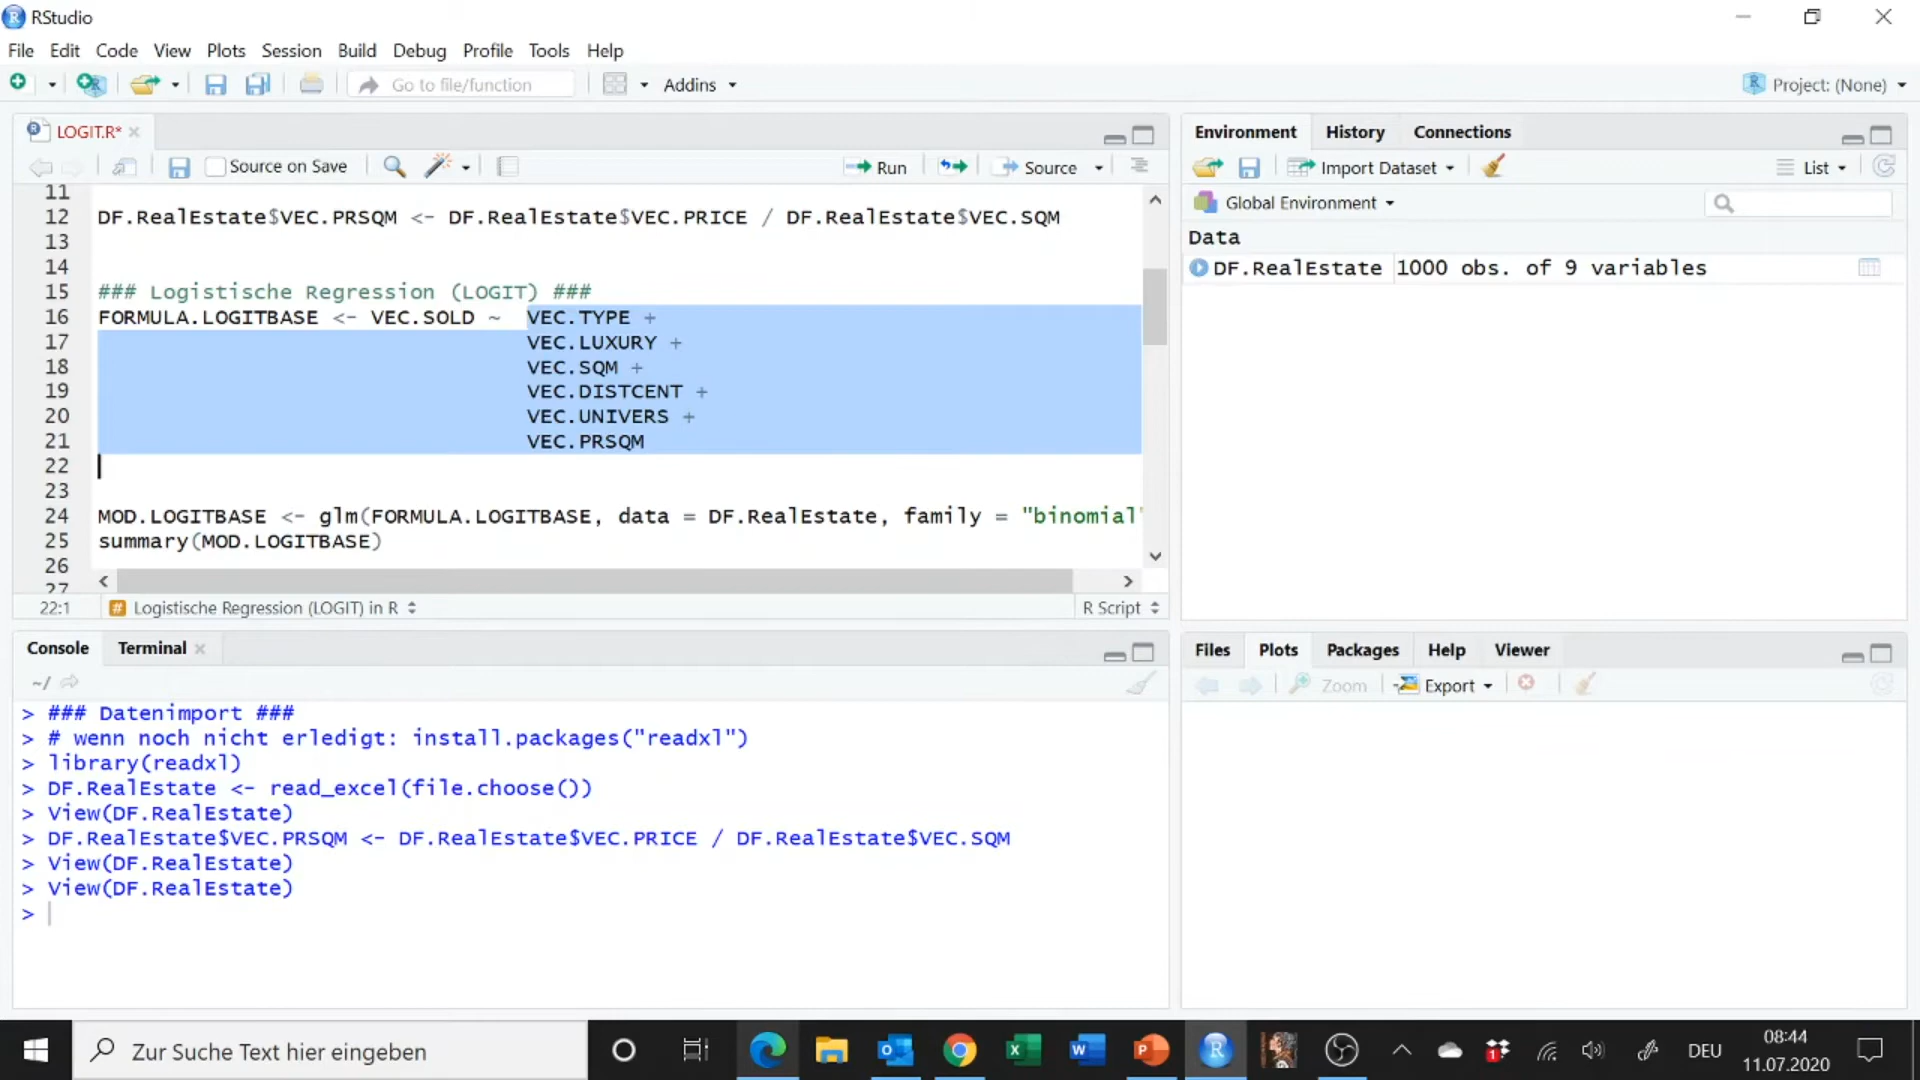 RStudio
File Edit Code View Plots Session Build Debug Profile Tools Help
Go to file/function Addins Project: (None)
LOGIT.R*
Source on Save Run Source
11
12 DF.RealEstate$VEC.PRSQM <- DF.RealEstate$VEC.PRICE / DF.RealEstate$VEC.SQM
13
14
15 ### Logistische Regression (LOGIT) ###
16 FORMULA.LOGITBASE <- VEC.SOLD ~ VEC.TYPE +
17 VEC.LUXURY +
18 VEC.SQM +
19 VEC.DISTCENT +
20 VEC.UNIVERS +
21 VEC.PRSQM
22
23
24 MOD.LOGITBASE <- glm(FORMULA.LOGITBASE, data = DF.RealEstate, family = "binomial"
25 summary(MOD.LOGITBASE)
26
27
22:1 # Logistische Regression (LOGIT) in R R Script
Console Terminal
~/
> ### Datenimport ###
> # wenn noch nicht erledigt: install.packages("readxl")
> library(readxl)
> DF.RealEstate <- read_excel(file.choose())
> View(DF.RealEstate)
> DF.RealEstate$VEC.PRSQM <- DF.RealEstate$VEC.PRICE / DF.RealEstate$VEC.SQM
> View(DF.RealEstate)
> View(DF.RealEstate)
>
Environment History Connections
Import Dataset List
Global Environment
Data
DF.RealEstate 1000 obs. of 9 variables
Files Plots Packages Help Viewer
Zoom Export
Zur Suche Text hier eingeben
DEU
08:44
11.07.2020